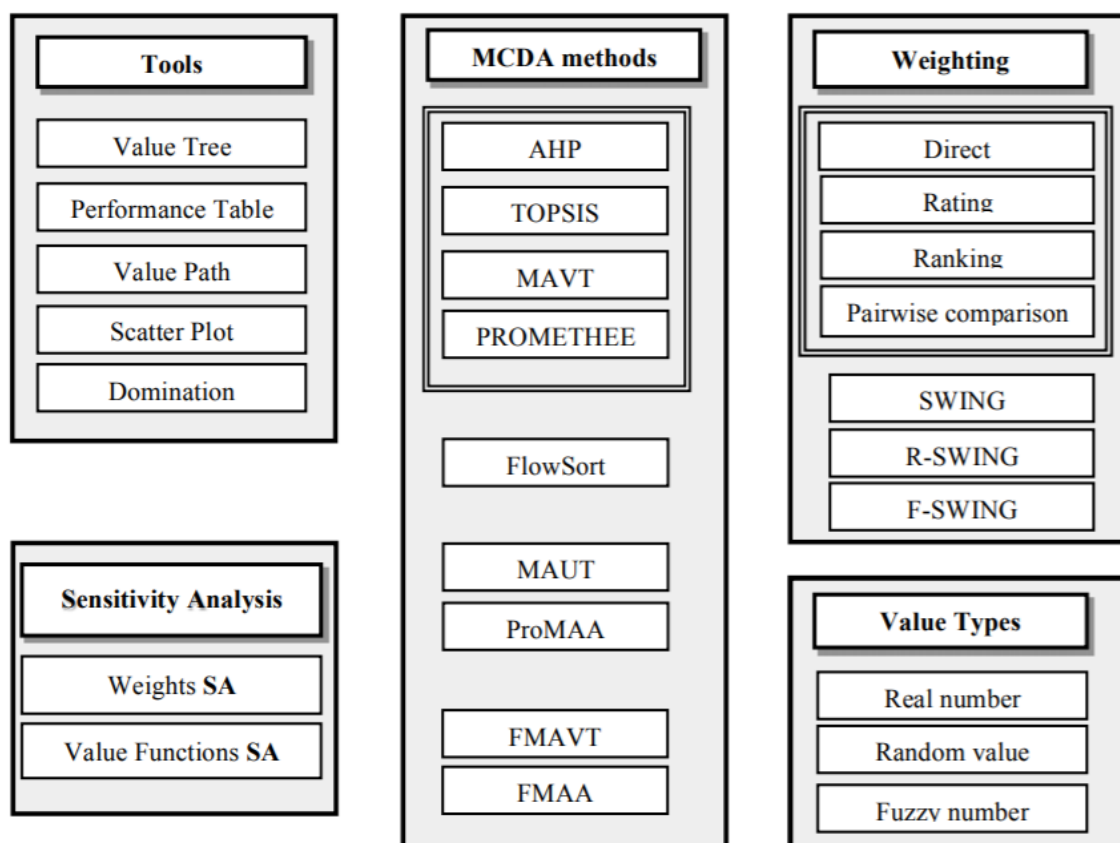 Tools
Value Tree
Performance Table
Value Path
Scatter Plot
Domination
Sensitivity Analysis
Weights SA
Value Functions SA
MCDA methods
AHP
TOPSIS
MAVT
PROMETHEE
FlowSort
MAUT
ProMAA
FMAVT
FMAA
Weighting
Direct
Rating
Ranking
Pairwise comparison
SWING
R-SWING
F-SWING
Value Types
Real number
Random value
Fuzzy number